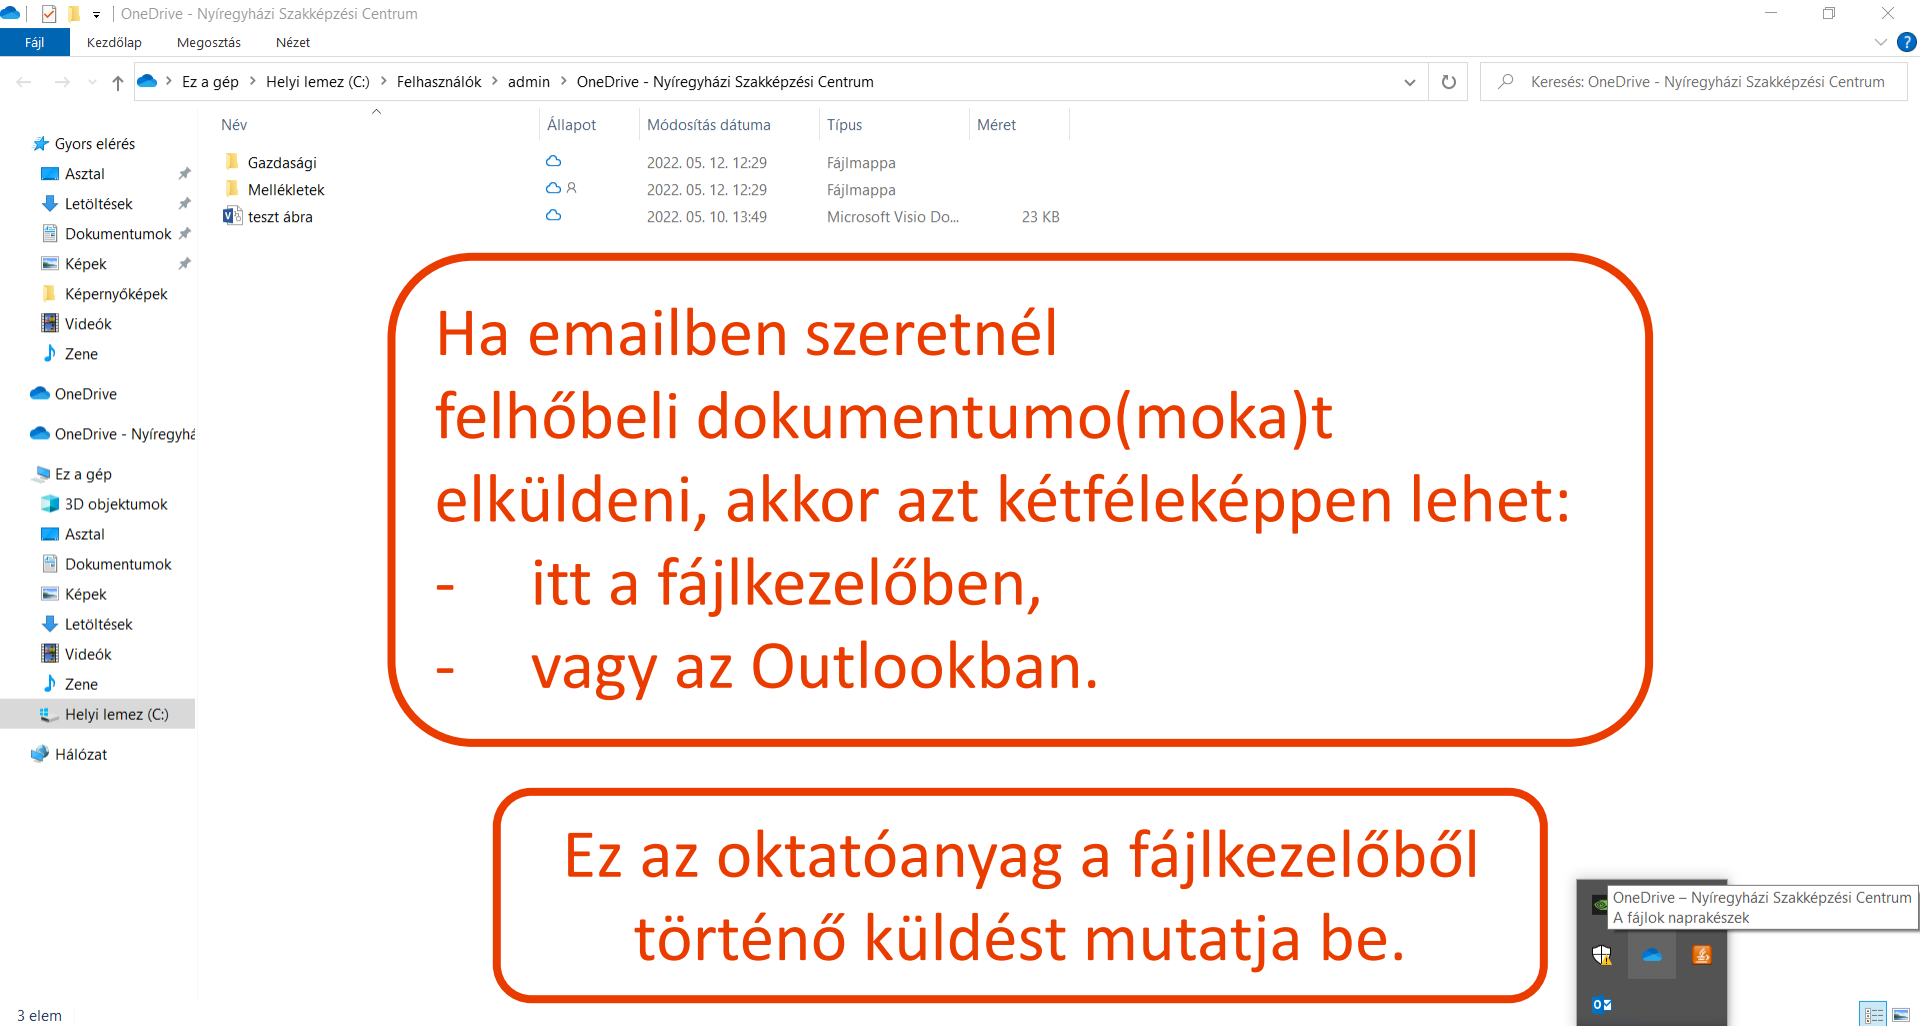 OneDrive - Nyíregyházi Szakképzési Centrum
Fájl Kezdőlap Megosztás Nézet
Ez a gép Helyi lemez (C:) Felhasználók admin OneDrive - Nyíregyházi Szakképzési Centrum
Keresés: OneDrive - Nyíregyházi Szakképzési Centrum
Név Állapot Módosítás dátuma Típus Méret
Gazdasági 2022. 05. 12. 12:29 Fájlmappa
Mellékletek 2022. 05. 12. 12:29 Fájlmappa
teszt ábra 2022. 05. 10. 13:49 Microsoft Visio Do... 23 KB
Gyors elérés
Asztal
Letöltések
Dokumentumok
Képek
Képernyőképek
Videók
Zene
OneDrive
OneDrive - Nyíregyhá
Ez a gép
3D objektumok
Asztal
Dokumentumok
Képek
Letöltések
Videók
Zene
Helyi lemez (C:)
Hálózat
Ha emailben szeretnél
felhőbeli dokumentumo(moka)t
elküldeni, akkor azt kétféleképpen lehet:
- itt a fájlkezelőben,
- vagy az Outlookban.
Ez az oktatóanyag a fájlkezelőből
történő küldést mutatja be.
OneDrive – Nyíregyházi Szakképzési Centrum
A fájlok naprakészek
3 elem